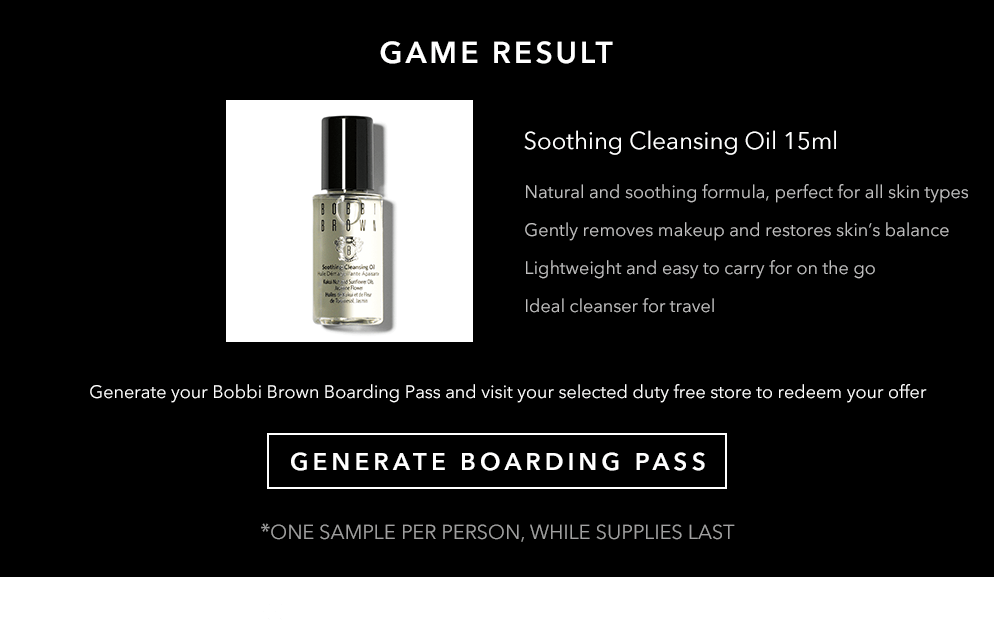 GAME RESULT
BOBBI
BROWN
Soothing Cleansing Oil
Soothing Cleansing Oil 15ml
Natural and soothing formula, perfect for all skin types
Gently removes makeup and restores skin’s balance
Lightweight and easy to carry for on the go
Ideal cleanser for travel
Generate your Bobbi Brown Boarding Pass and visit your selected duty free store to redeem your offer
GENERATE BOARDING PASS
*ONE SAMPLE PER PERSON, WHILE SUPPLIES LAST